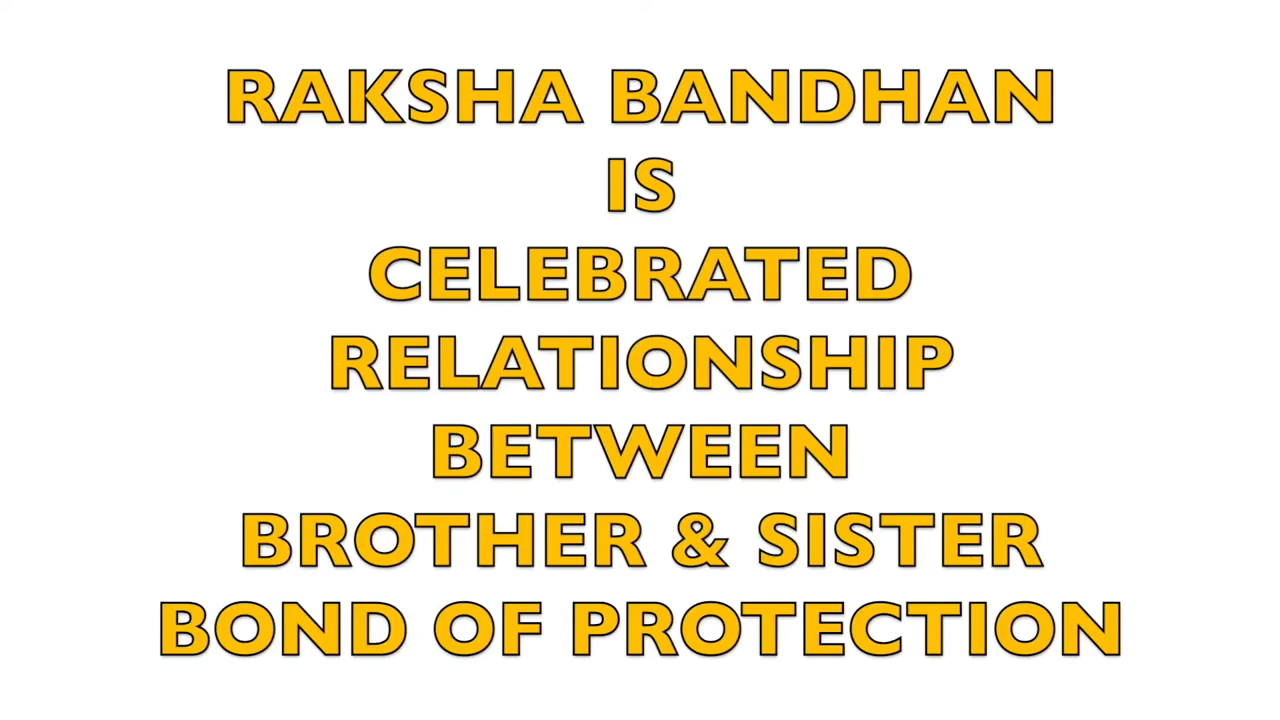 RAKSHA BANDHAN
IS
CELEBRATED
RELATIONSHIP
BETWEEN
BROTHER & SISTER
BOND OF PROTECTION